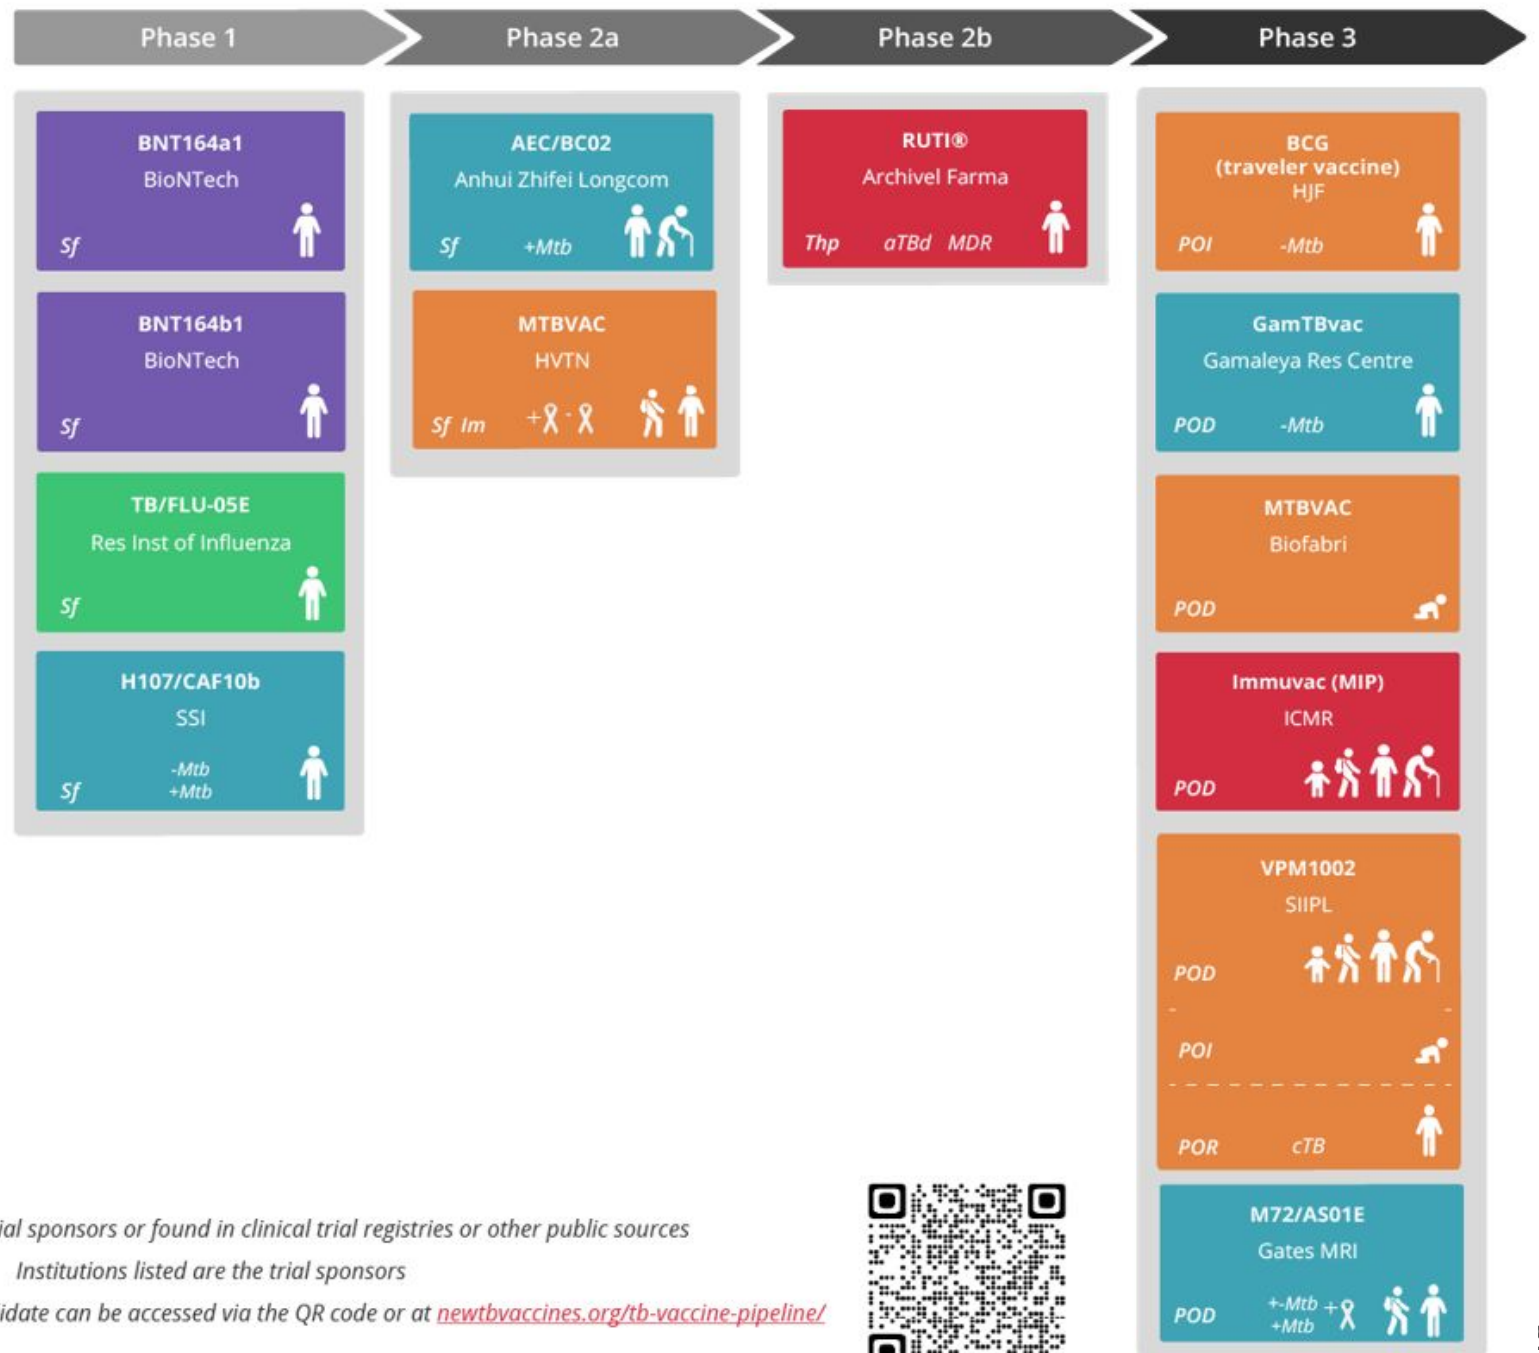 Phase 1
Phase 2a
Phase 2b
Phase 3
BNT164a1
BioNTech
Sf
BNT164b1
BioNTech
Sf
TB/FLU-05E
Res Inst of Influenza
Sf
H107/CAF10b
SSI
-Mtb
Sf +Mtb
AEC/BC02
Anhui Zhifei Longcom
Sf +Mtb
MTBVAC
HVTN
Sf Im + -
RUTI®
Archivel Farma
Thp aTBd MDR
BCG
(traveler vaccine)
HJF
POI -Mtb
GamTBvac
Gamaleya Res Centre
POD -Mtb
MTBVAC
Biofabri
POD
Immuvac (MIP)
ICMR
POD
VPM1002
SIIPL
POD
POI
POR cTB
M72/AS01E
Gates MRI
+-Mtb +
POD +Mtb
sponsors or found in clinical trial registries or other public sources
Institutions listed are the trial sponsors
can be accessed via the QR code or at newtbvaccines.org/tb-vaccine-pipeline/